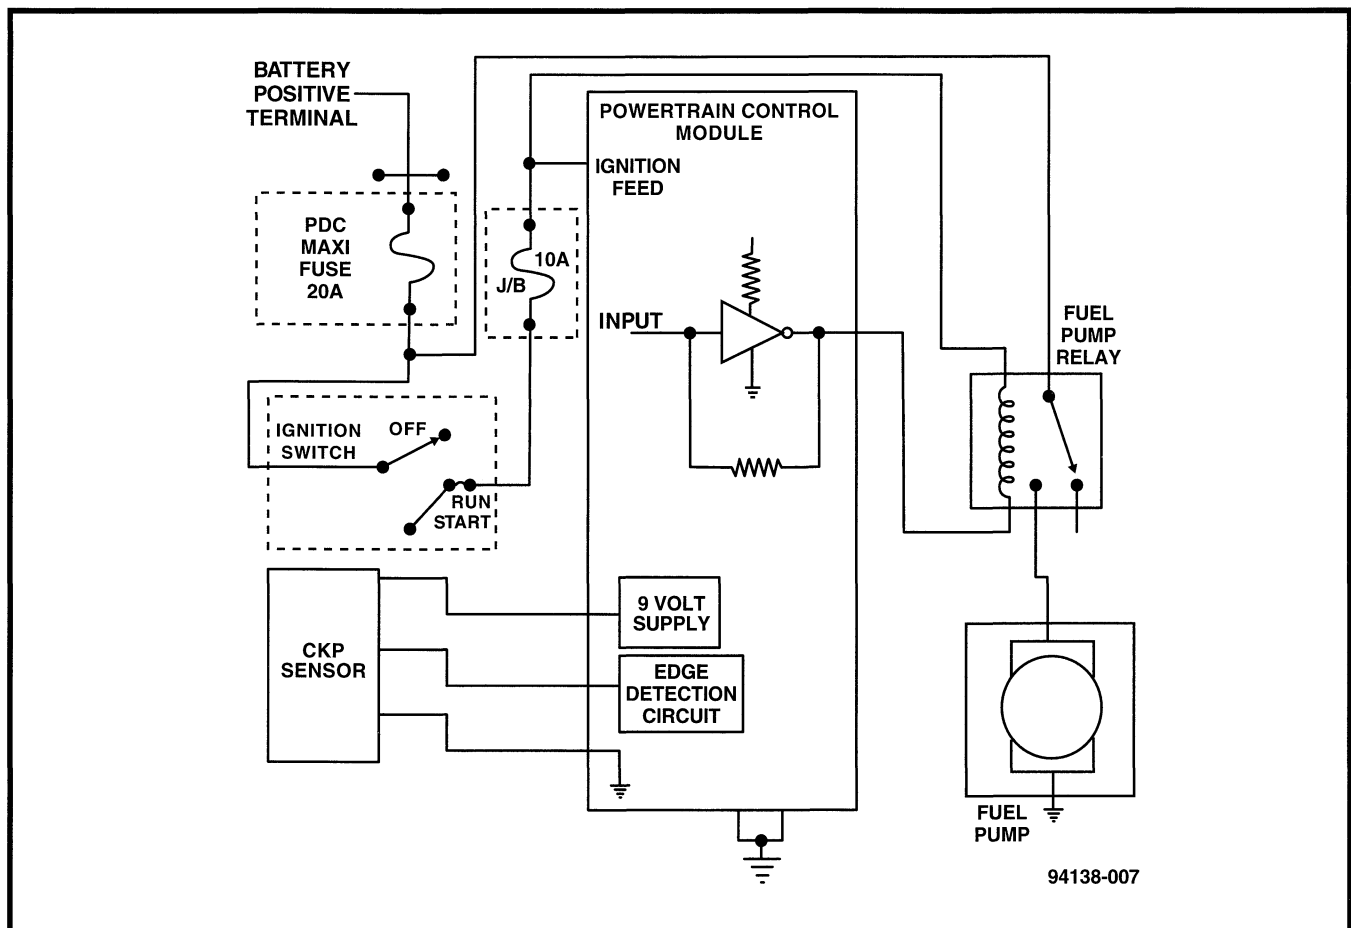 BATTERY
POSITIVE
TERMINAL
POWERTRAIN CONTROL
MODULE
IGNITION
FEED
PDC
MAXI
FUSE
20A
10A
J/B
INPUT
FUEL
PUMP
RELAY
IGNITION
SWITCH
OFF
RUN
START
9 VOLT
SUPPLY
CKP
SENSOR
EDGE
DETECTION
CIRCUIT
FUEL
PUMP
94138-007